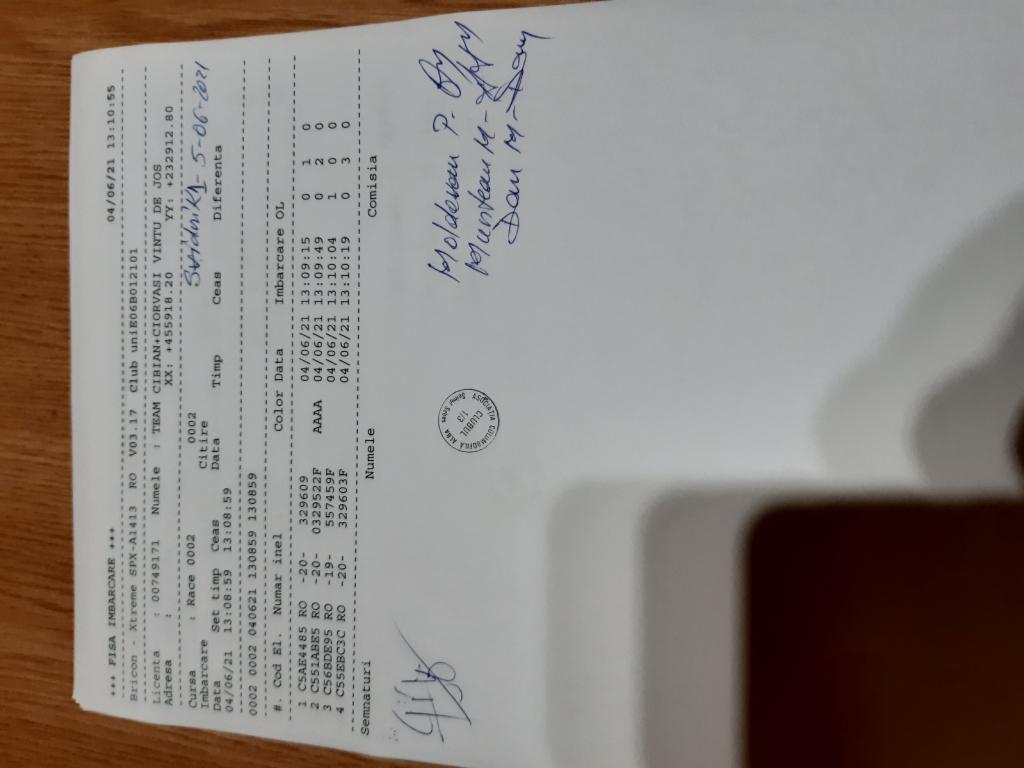 *** FISA IMBARCARE *** 04/06/21 13:10:55
Bricon - Xtreme SPX-A1413 RO V03.17 Club uniE06B012101
Licenta : 00749171 Numele : TEAM CIBIAN+CIORVASI VINTU DE JOS
Adresa : XX: +455918.20 YY: +232912.80
Cursa : Race 0002 0002 5-06-2021
Imbarcare Citire
Data Set timp Ceas Data Timp Ceas Diferenta
04/06/21 13:08:59 13:08:59
0002 0002 040621 130859 130859
#. Cod El. Numar inel Color Data Imbarcare OL
1 C5AE4485 RO -20- 329609 04/06/21 13:09:15 0 1 0
2 C551ABE5 RO -20- 0329522F AAAA 04/06/21 13:09:49 0 2 0
3 C56BDE95 RO -19- 557459F 04/06/21 13:10:04 1 0 0
4 C55EBC3C RO -20- 329603F 04/06/21 13:10:19 0 3 0
Semnaturi Numele Comisia
Moldovan P.
Muntean M -
Dan M - Dan
CLUBUL
1/3